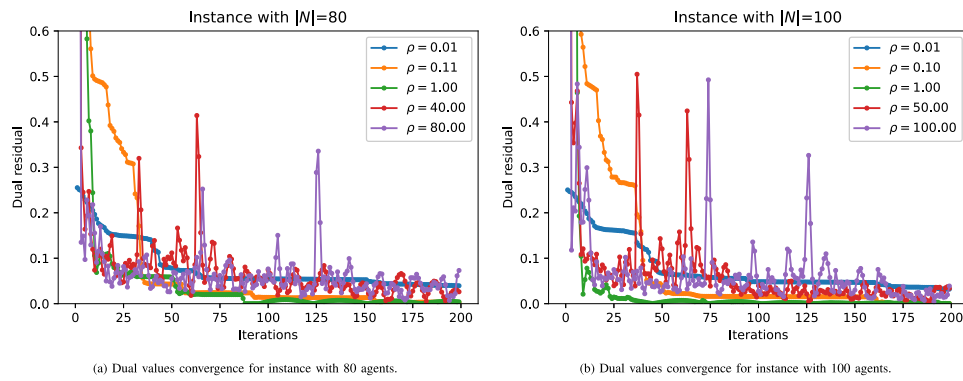 Instance with |N|=80
0.6
0.5
0.4
0.3
0.2
0.1
0.0
Dual residual
0 25 50 75 100 125 150 175 200
Iterations
ρ = 0.01
ρ = 0.11
ρ = 1.00
ρ = 40.00
ρ = 80.00
(a) Dual values convergence for instance with 80 agents.
Instance with |N|=100
0.6
0.5
0.4
0.3
0.2
0.1
0.0
Dual residual
0 25 50 75 100 125 150 175 200
Iterations
ρ = 0.01
ρ = 0.10
ρ = 1.00
ρ = 50.00
ρ = 100.00
(b) Dual values convergence for instance with 100 agents.